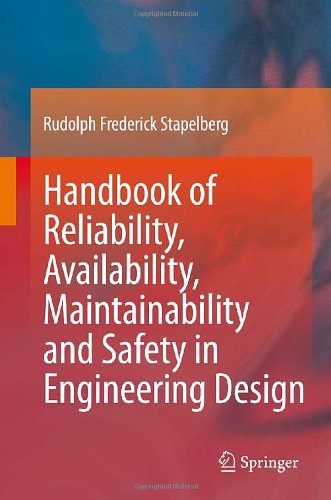 Rudolph Frederick Stapelberg
Handbook of
Reliability,
Availability,
Maintainability
and Safety in
Engineering Design
Springer